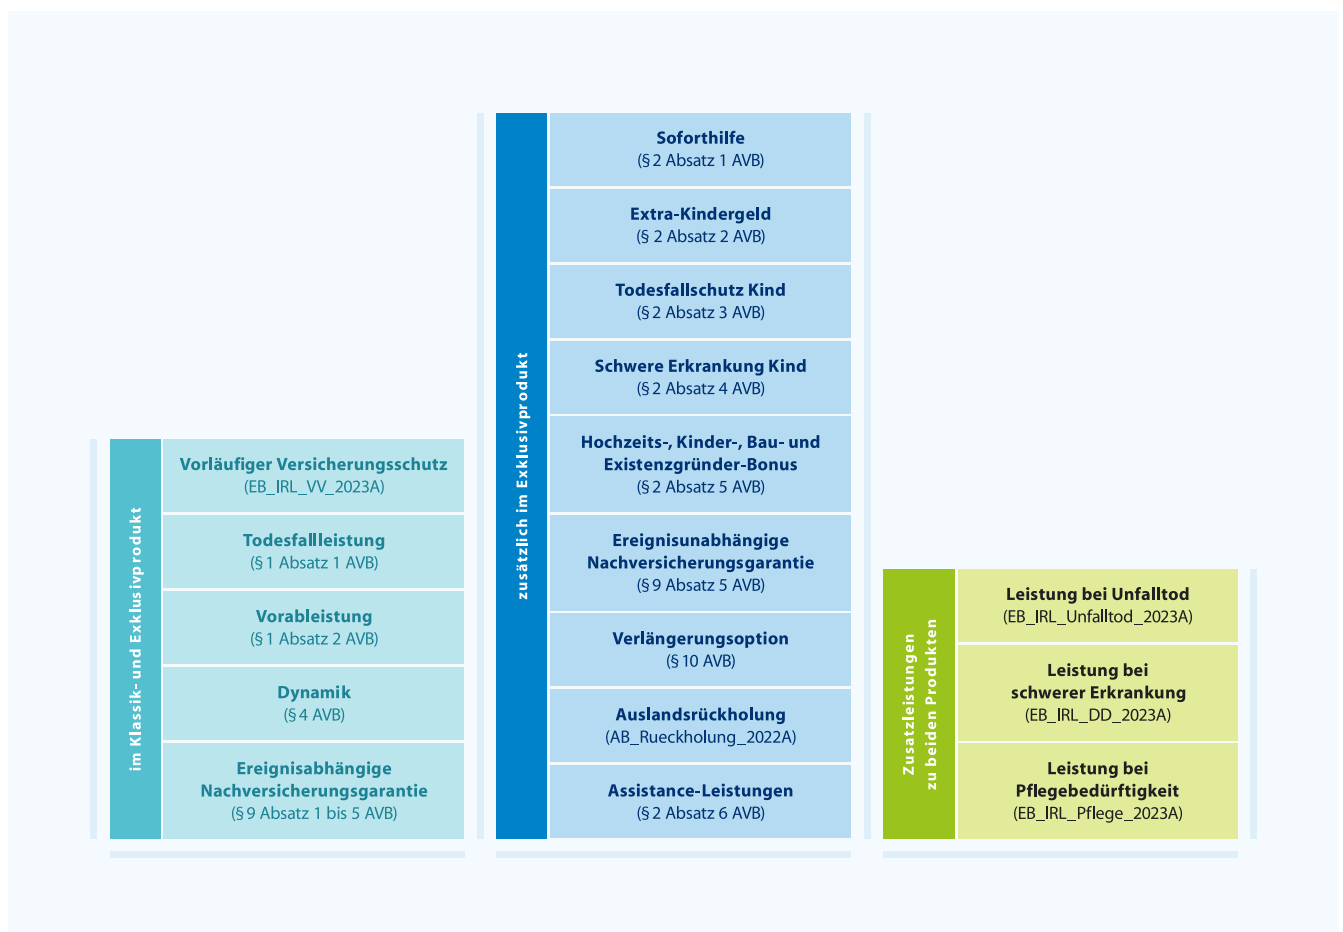 im Klassik- und Exklusivprodukt
Vorläufiger Versicherungsschutz
(EB_IRL_VV_2023A)
Todesfallleistung
(§ 1 Absatz 1 AVB)
Vorableistung
(§ 1 Absatz 2 AVB)
Dynamik
(§ 4 AVB)
Ereignisabhängige
Nachversicherungsgarantie
(§ 9 Absatz 1 bis 5 AVB)
zusätzlich im Exklusivprodukt
Soforthilfe
(§ 2 Absatz 1 AVB)
Extra-Kindergeld
(§ 2 Absatz 2 AVB)
Todesfallschutz Kind
(§ 2 Absatz 3 AVB)
Schwere Erkrankung Kind
(§ 2 Absatz 4 AVB)
Hochzeits-, Kinder-, Bau- und
Existenzgründer-Bonus
(§ 2 Absatz 5 AVB)
Ereignisunabhängige
Nachversicherungsgarantie
(§ 9 Absatz 5 AVB)
Verlängerungsoption
(§ 10 AVB)
Auslandsrückholung
(AB_Rueckholung_2022A)
Assistance-Leistungen
(§ 2 Absatz 6 AVB)
Zusatzleistungen
zu beiden Produkten
Leistung bei Unfalltod
(EB_IRL_Unfalltod_2023A)
Leistung bei
schwerer Erkrankung
(EB_IRL_DD_2023A)
Leistung bei
Pflegebedürftigkeit
(EB_IRL_Pflege_2023A)